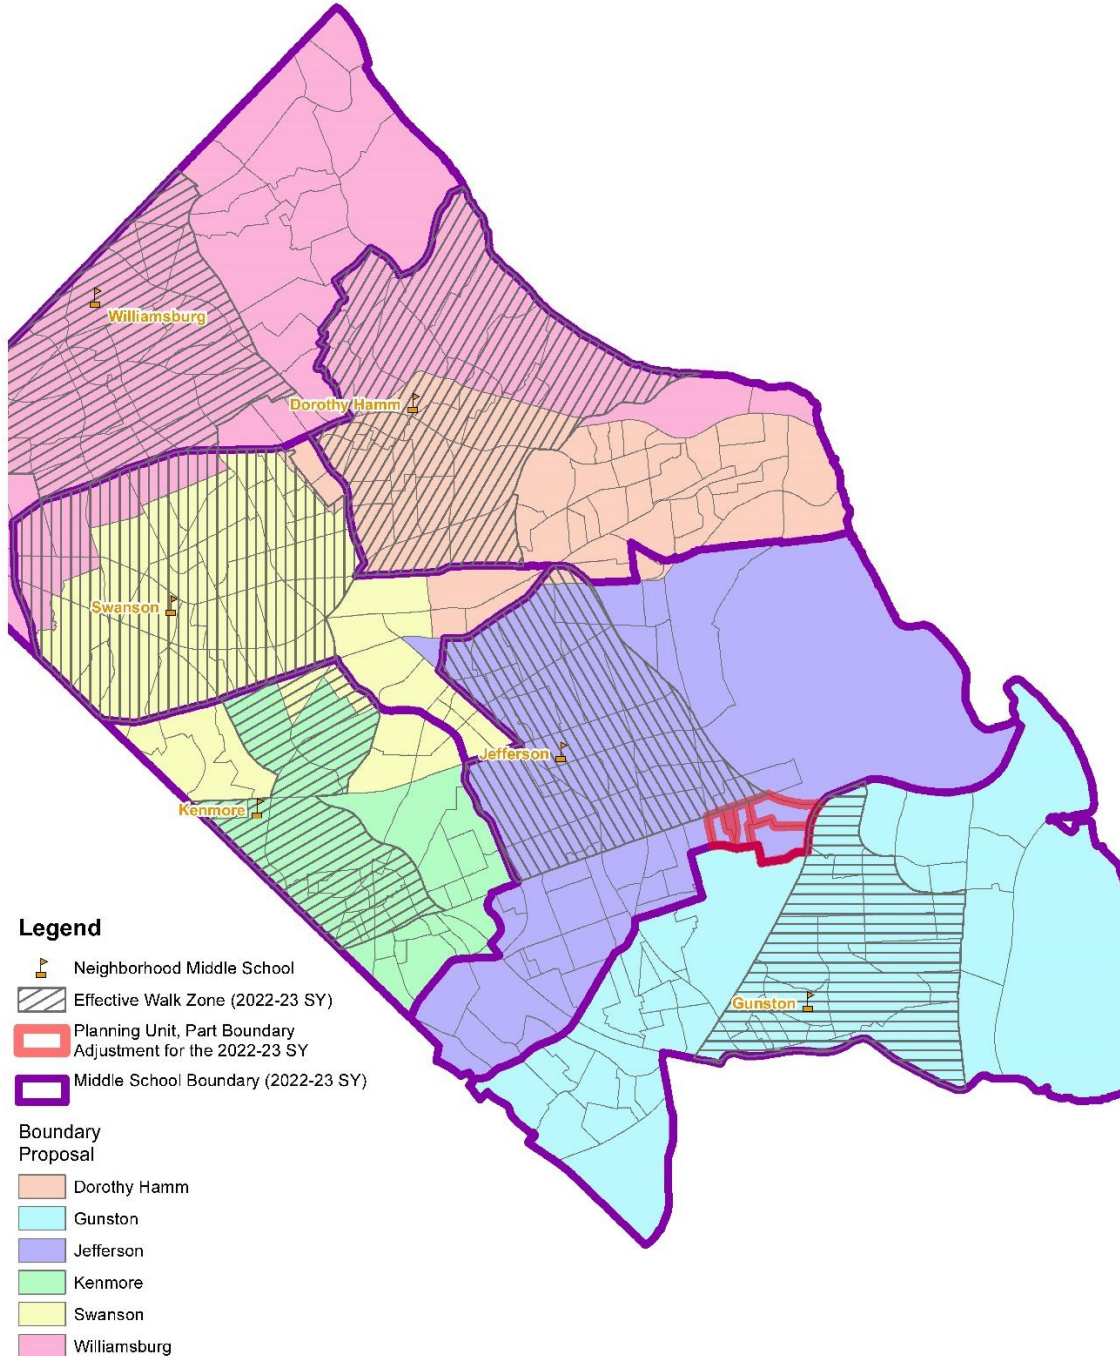 Williamsburg
Dorothy Hamm
Swanson
Jefferson
Kenmore
Gunston
Legend
Neighborhood Middle School
Effective Walk Zone (2022-23 SY)
Planning Unit, Part Boundary
Adjustment for the 2022-23 SY
Middle School Boundary (2022-23 SY)
Boundary
Proposal
Dorothy Hamm
Gunston
Jefferson
Kenmore
Swanson
Williamsburg